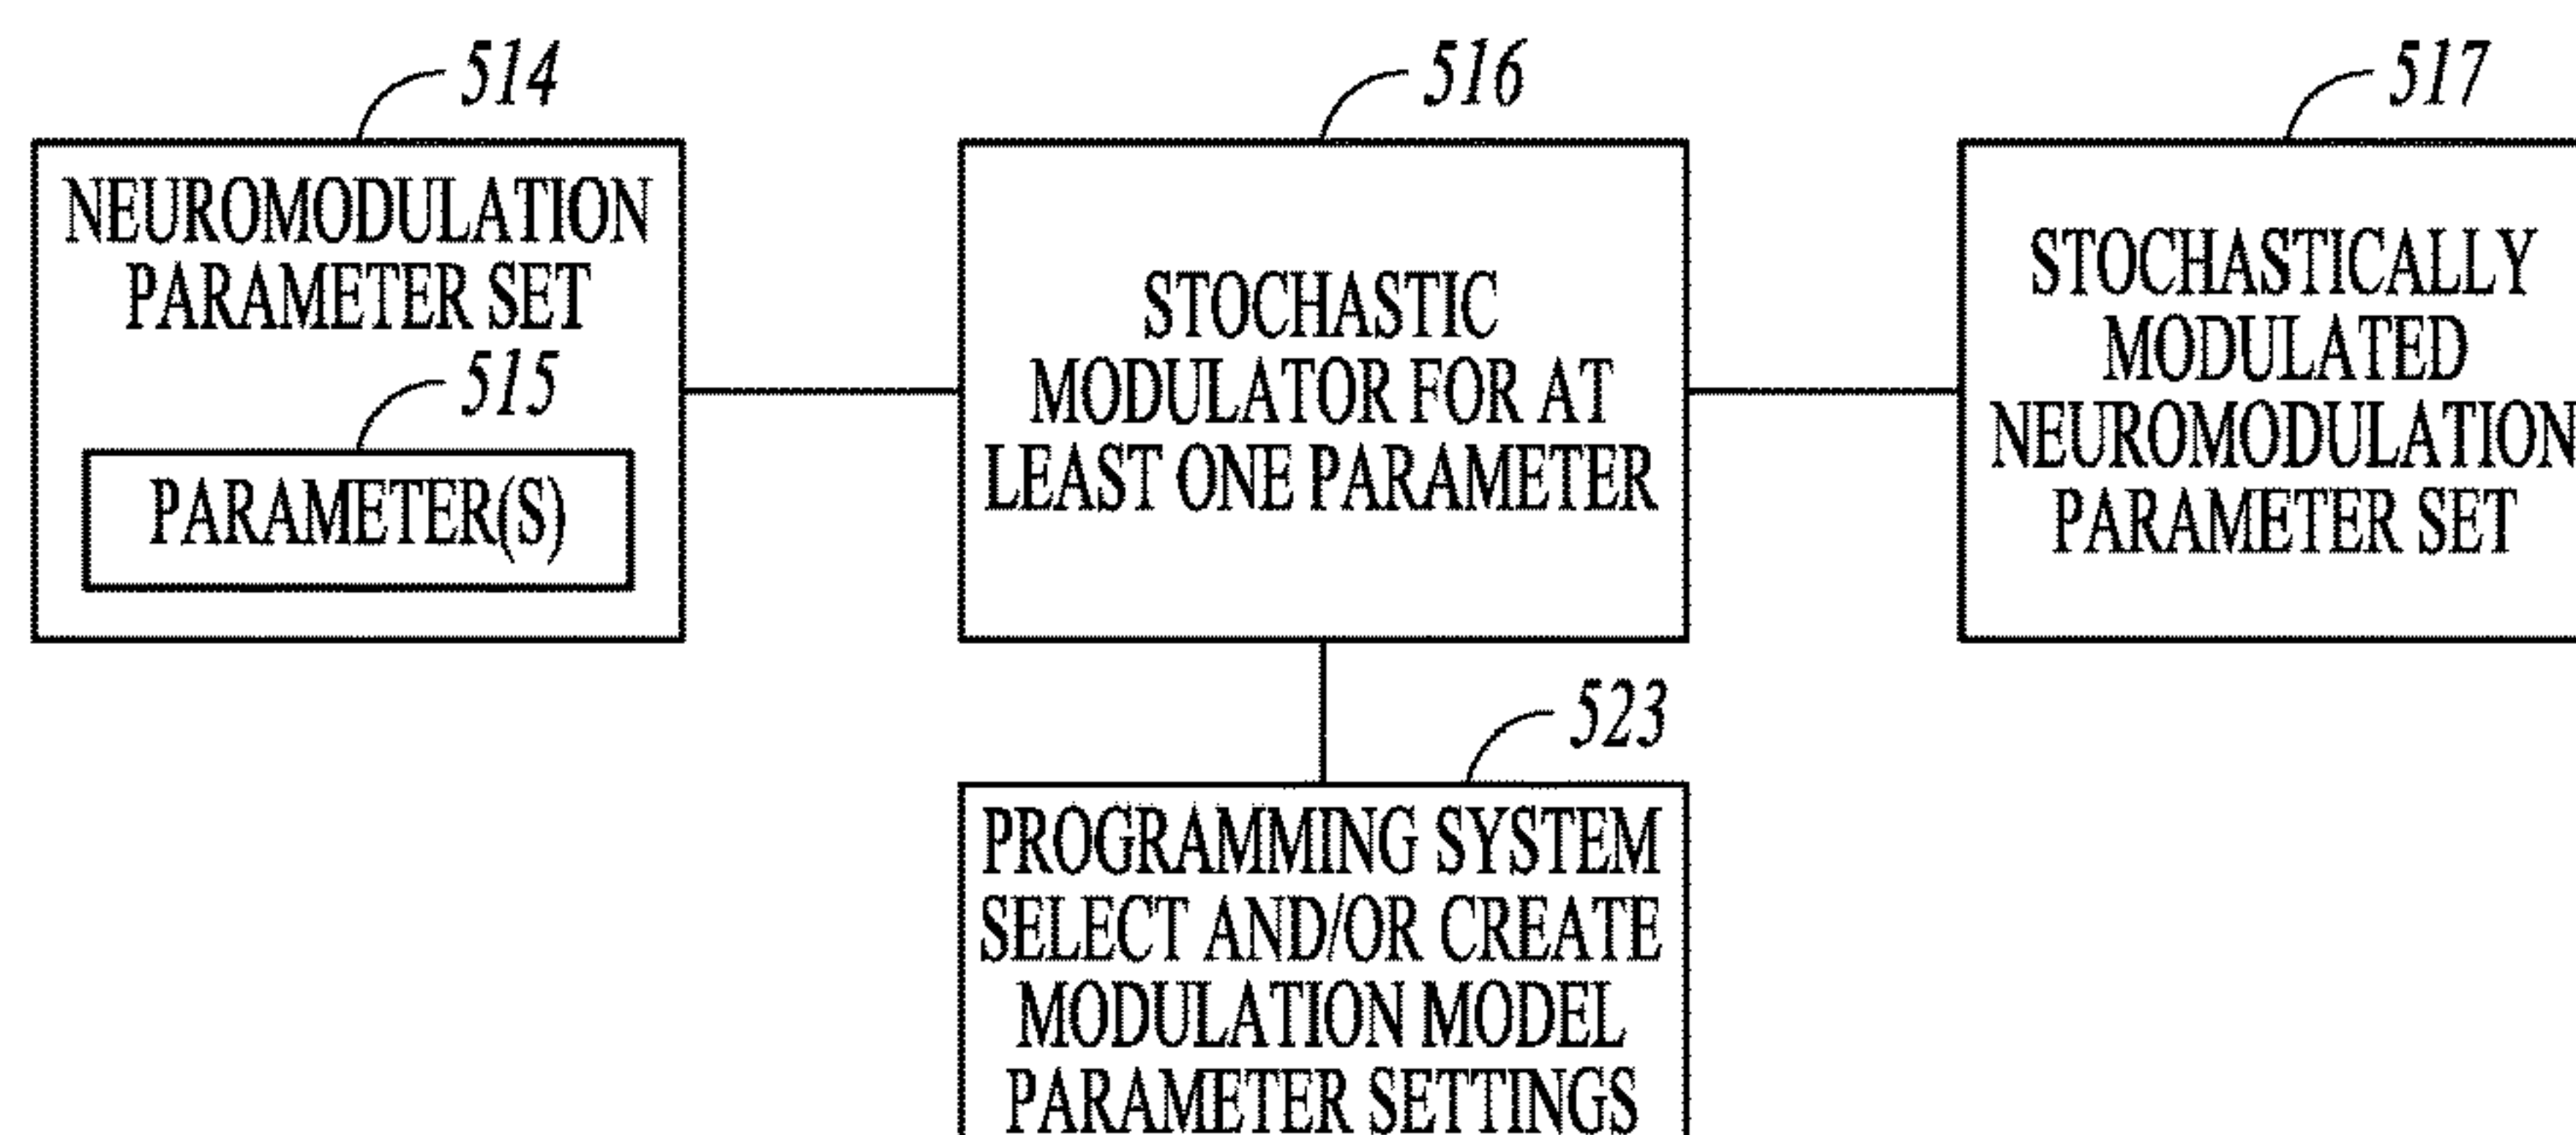 514
NEUROMODULATION
PARAMETER SET
515
PARAMETER(S)
516
STOCHASTIC
MODULATOR FOR AT
LEAST ONE PARAMETER
517
STOCHASTICALLY
MODULATED
NEUROMODULATION
PARAMETER SET
523
PROGRAMMING SYSTEM
SELECT AND/OR CREATE
MODULATION MODEL
PARAMETER SETTINGS